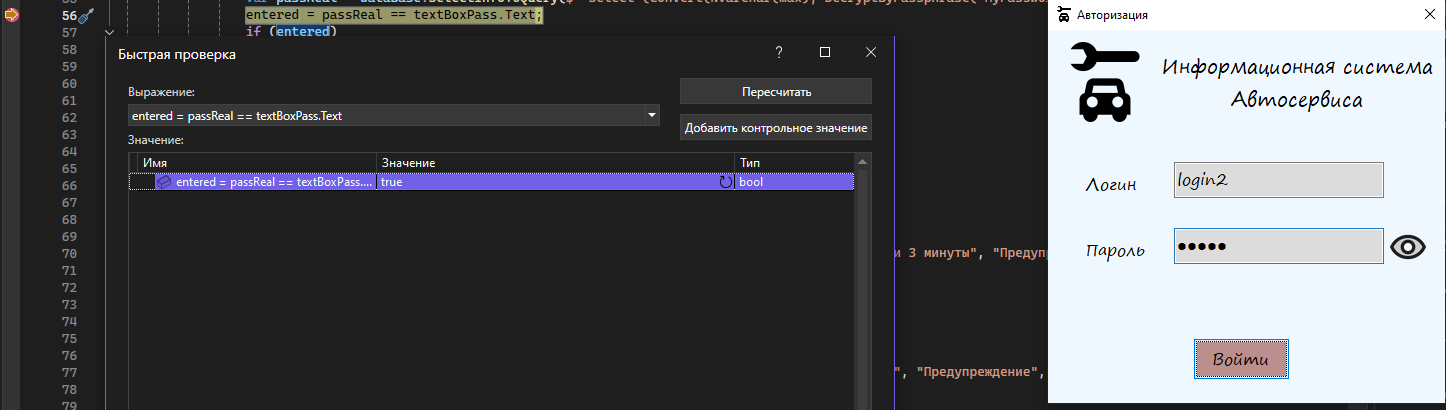 56 entered = passReal == textBoxPass.Text;
57 if (entered)
58
59
60
61
62
63
64
65
66
67
68
69
70 и 3 минуты", "Предупр
71
72
73
74
75
76
77 ", "Предупреждение",
78
79
Быстрая проверка
?
Выражение:
Пересчитать
entered = passReal == textBoxPass.Text
Добавить контрольное значение
Значение:
Имя Значение Тип
entered = passReal == textBoxPass.... true bool
Авторизация
Информационная система
Автосервиса
Логин login2
Пароль •••••
Войти